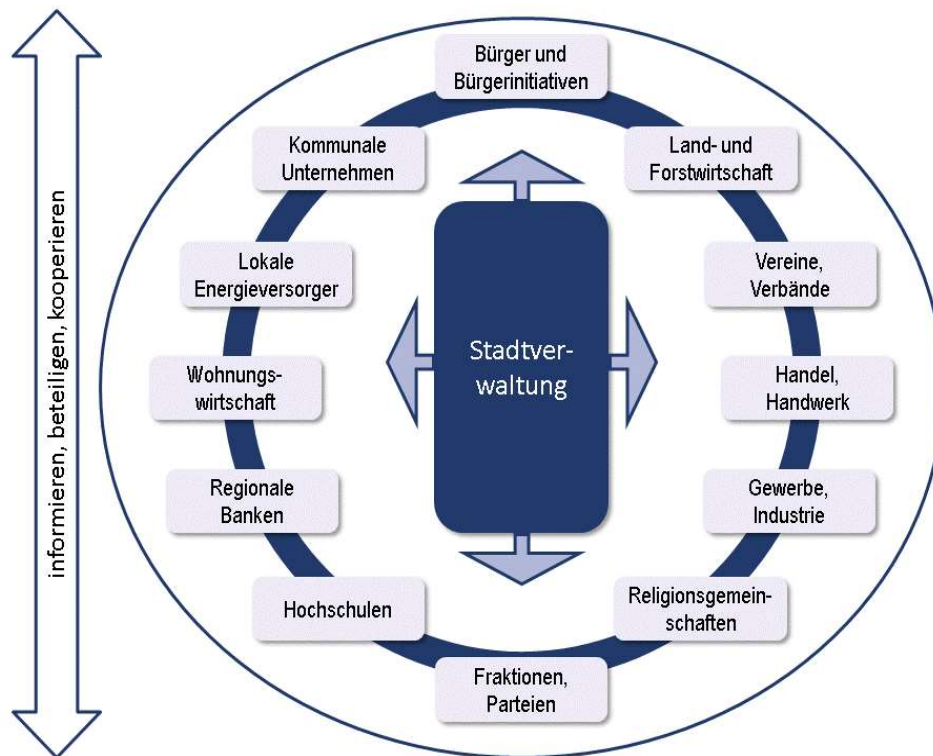 informieren, beteiligen, kooperieren
Bürger und
Bürgerinitiativen
Kommunale
Unternehmen
Land- und
Forstwirtschaft
Lokale
Energieversorger
Vereine,
Verbände
Stadtver-
waltung
Wohnungs-
wirtschaft
Handel,
Handwerk
Regionale
Banken
Gewerbe,
Industrie
Hochschulen
Religionsgemein-
schaften
Fraktionen,
Parteien